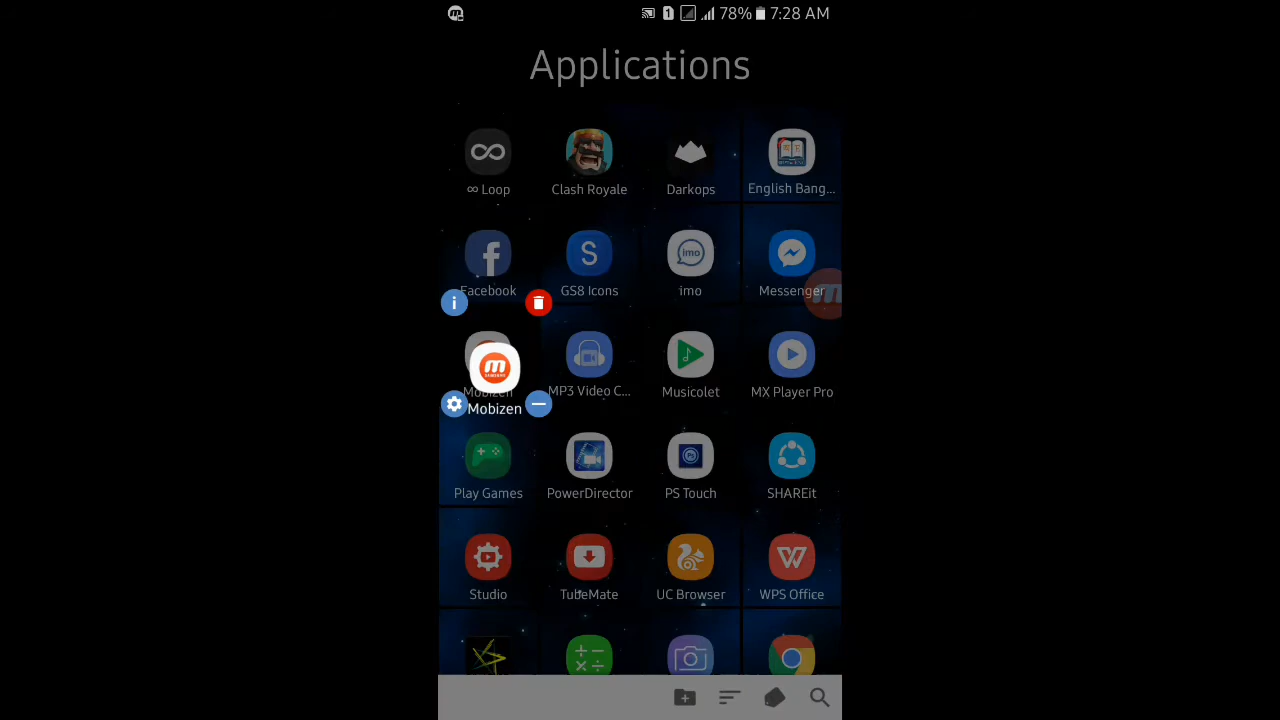 1 78% 7:28 AM
Applications
∞ Loop Clash Royale Darkops English Bang...
Facebook GS8 Icons imo Messenger
Mobizen MP3 Video C... Musicolet MX Player Pro
Mobizen
Play Games PowerDirector PS Touch SHAREit
Studio TubeMate UC Browser WPS Office